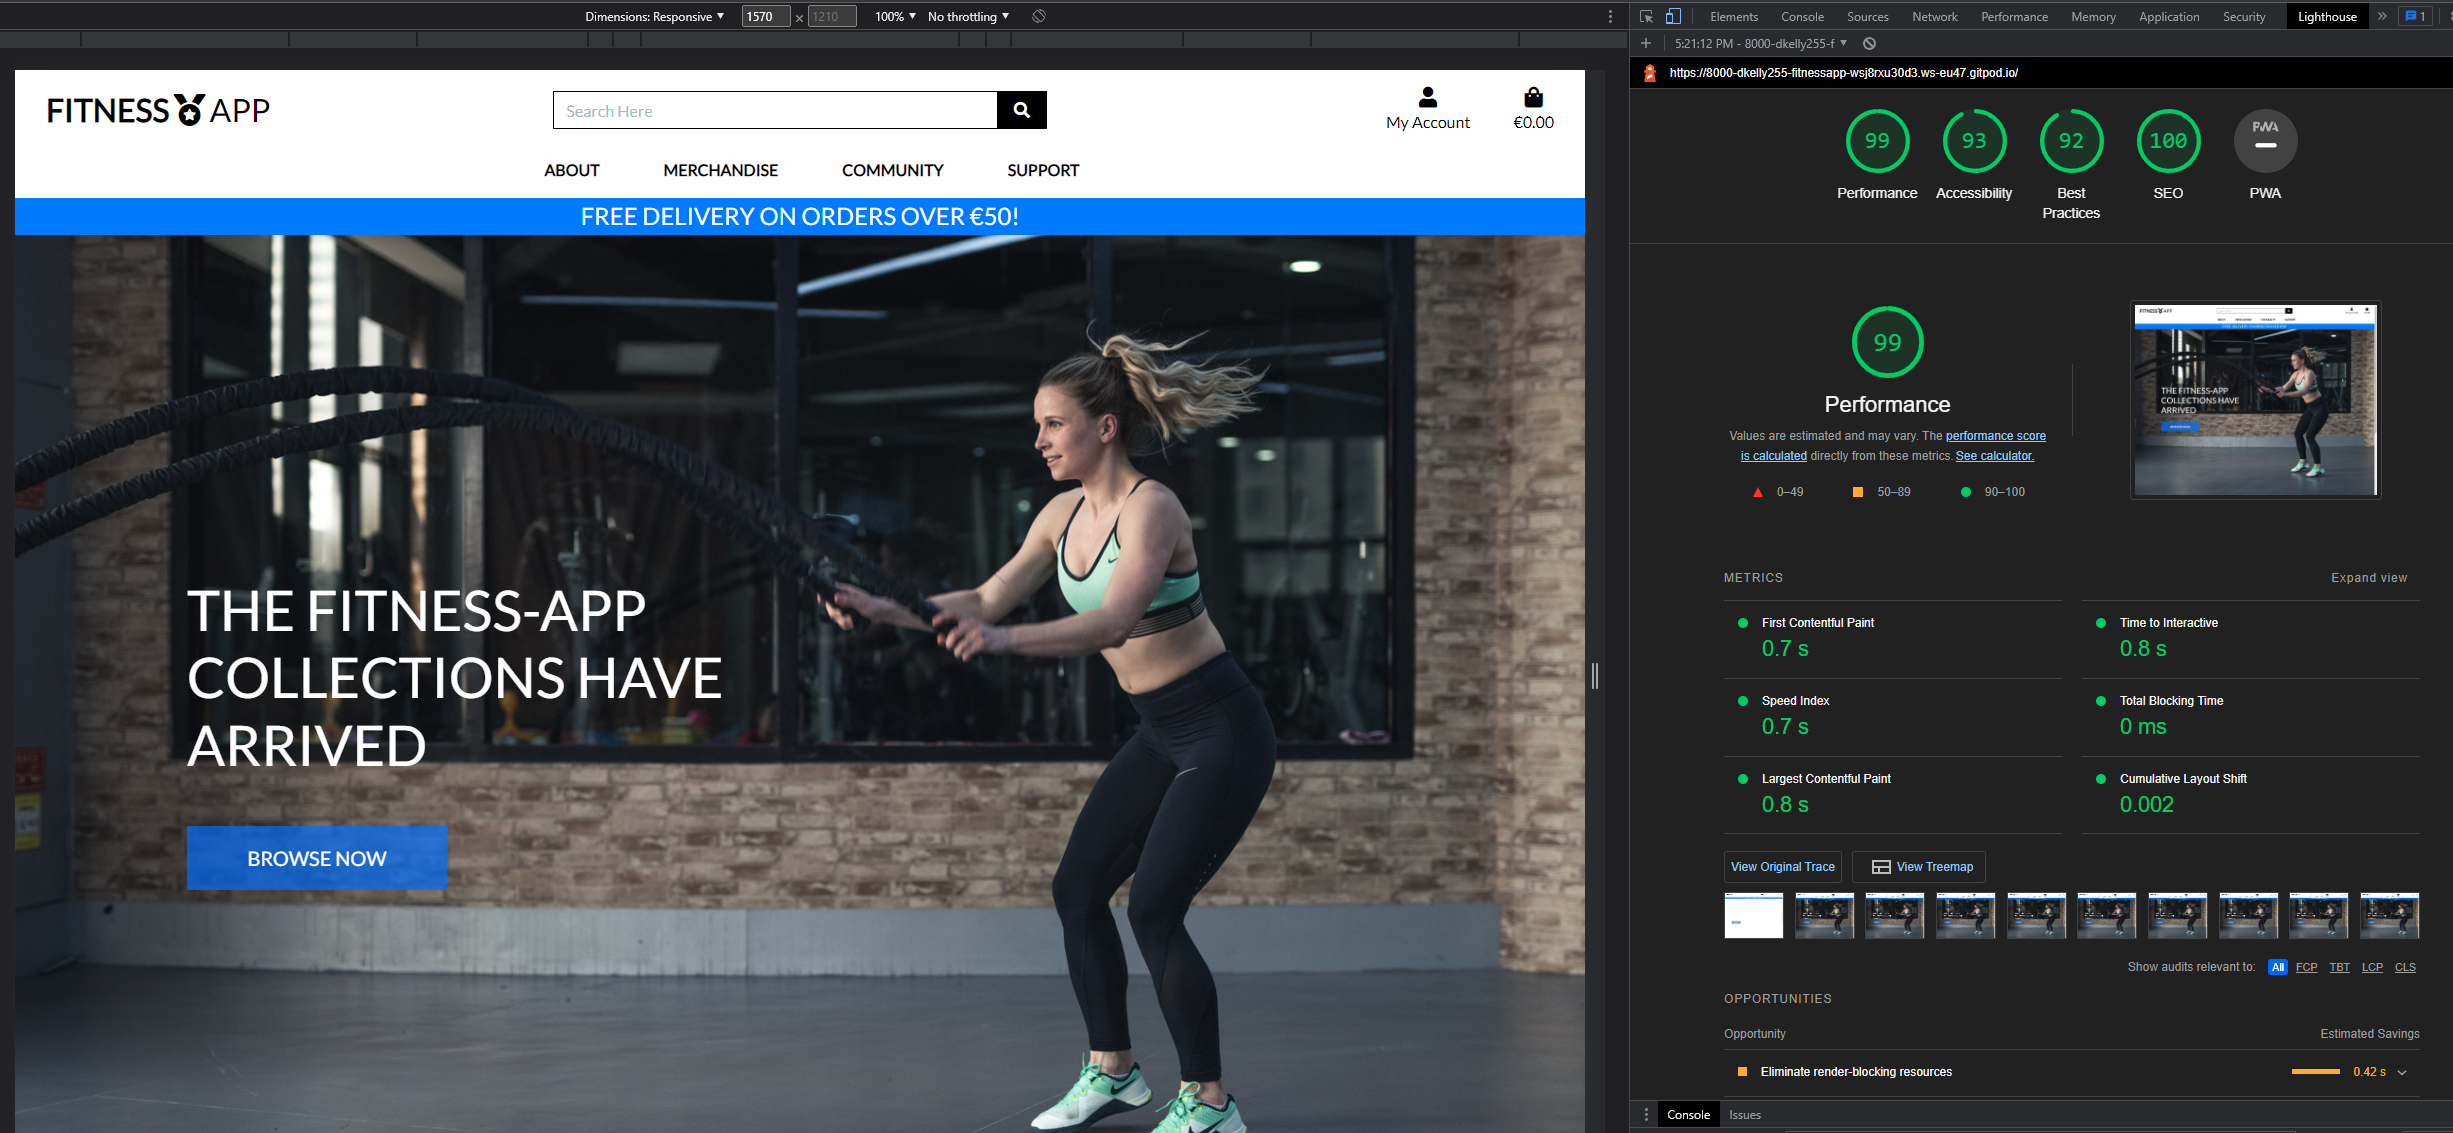 Dimensions: Responsive ▼ 1570 × 1210 100% ▼ No throttling ▼
Elements Console Sources Network Performance Memory Application Security Lighthouse » 1
+ 5:21:12 PM - 8000-dkelly255-f ▼
https://8000-dkelly255-fitnessapp-wsj8rxu30d3.ws-eu47.gitpod.io/
FITNESS APP
Search Here
My Account
€0.00
ABOUT MERCHANDISE COMMUNITY SUPPORT
FREE DELIVERY ON ORDERS OVER €50!
THE FITNESS-APP
COLLECTIONS HAVE
ARRIVED
BROWSE NOW
99 93 92 100 PWA
Performance Accessibility Best Practices SEO PWA
99
Performance
Values are estimated and may vary. The performance score
is calculated directly from these metrics. See calculator.
0–49 50–89 90–100
THE FITNESS-APP
COLLECTIONS HAVE
ARRIVED
METRICS Expand view
First Contentful Paint
0.7 s
Time to Interactive
0.8 s
Speed Index
0.7 s
Total Blocking Time
0 ms
Largest Contentful Paint
0.8 s
Cumulative Layout Shift
0.002
View Original Trace View Treemap
Show audits relevant to: All FCP TBT LCP CLS
OPPORTUNITIES
Opportunity Estimated Savings
Eliminate render-blocking resources 0.42 s
Console Issues